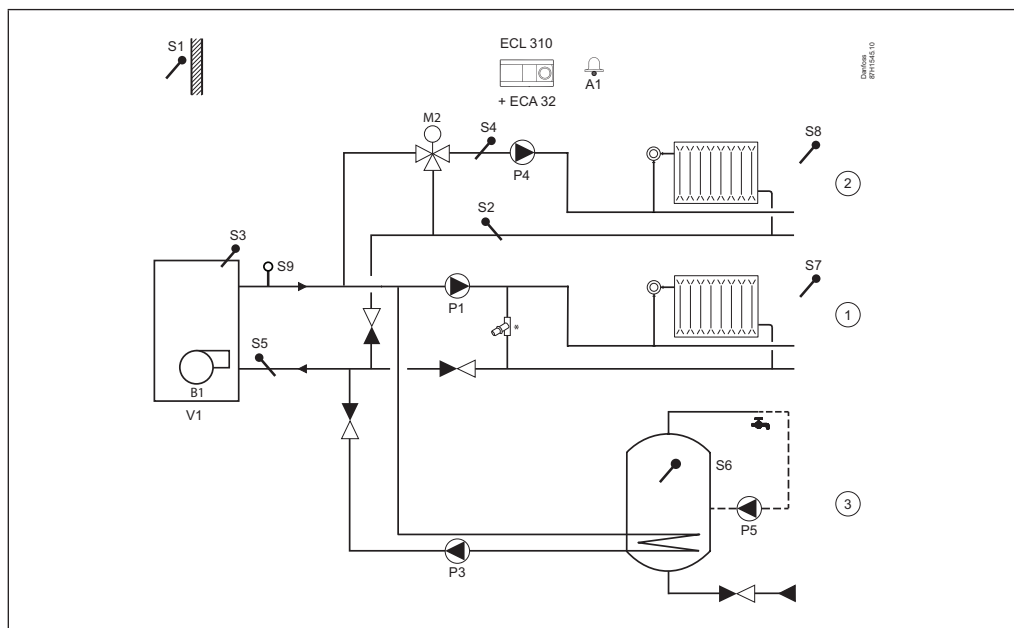 S1
ECL 310
+ ECA 32
A1
Danfoss
87H1545.10
M2
S4
P4
S8
2
S2
S3
S9
P1
S7
*
1
S5
B1
V1
S6
P5
3
P3